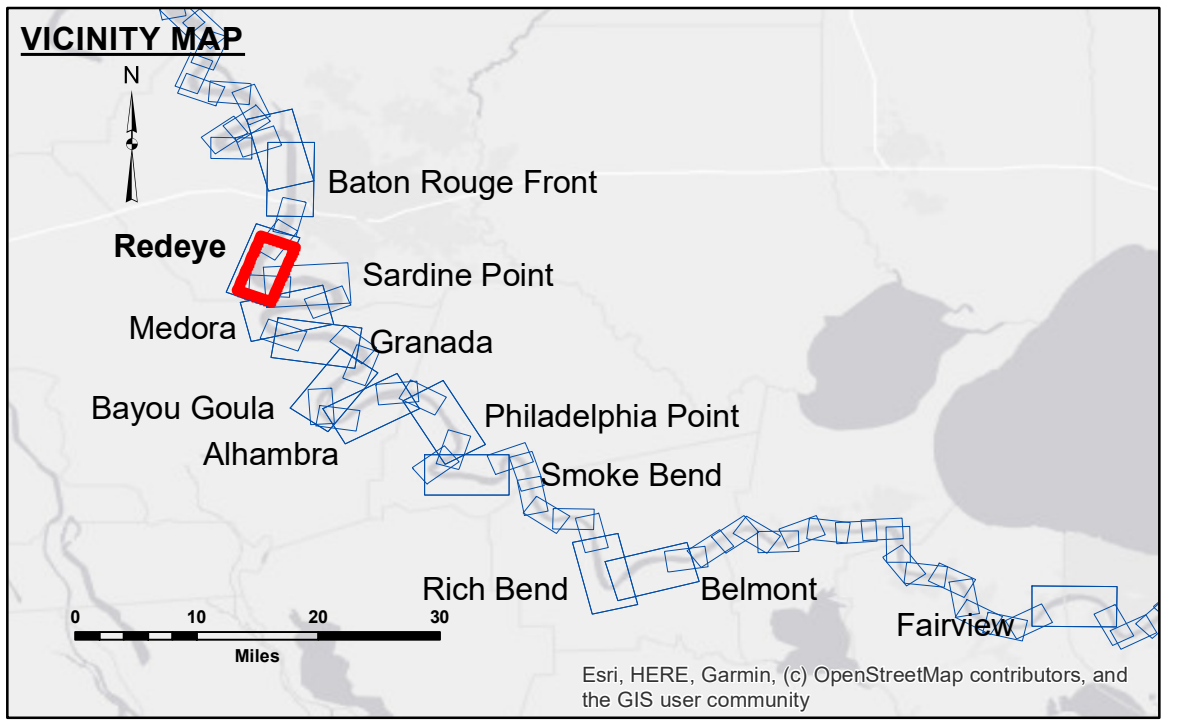 VICINITY MAP
N
Baton Rouge Front
Redeye
Sardine Point
Medora
Granada
Bayou Goula
Philadelphia Point
Alhambra
Smoke Bend
Rich Bend
Belmont
Fairview
0 10 20 30
Miles
Esri, HERE, Garmin, (c) OpenStreetMap contributors, and
the GIS user community